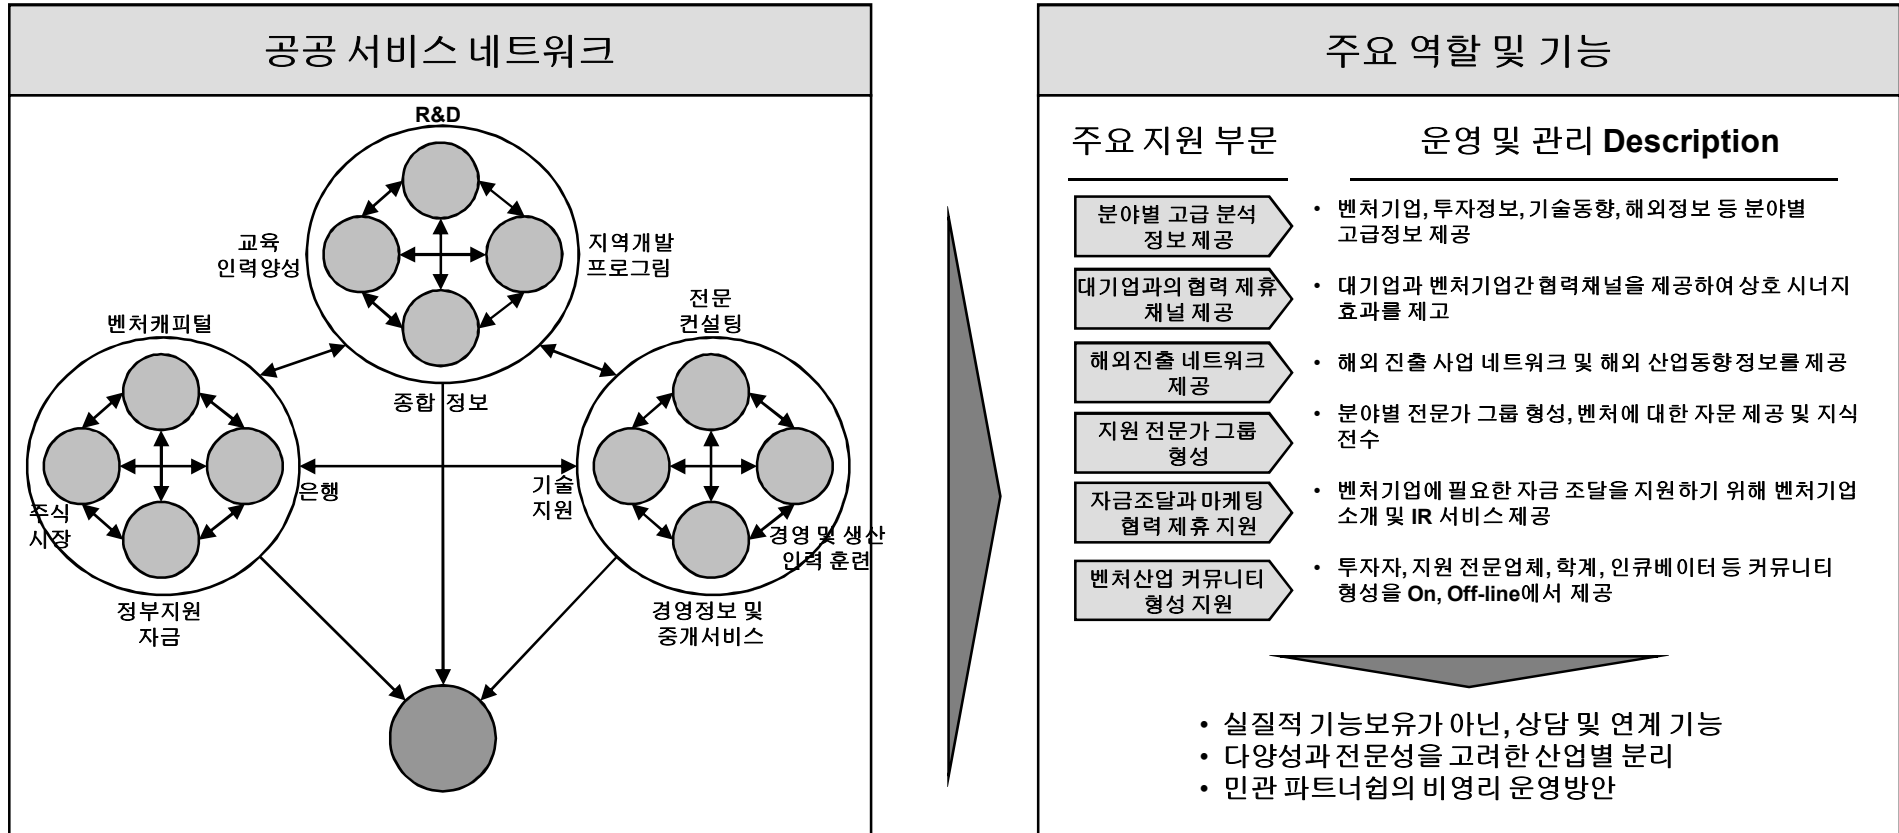 공공 서비스 네트워크
R&D
교육
인력양성
지역개발
프로그림
벤처캐피털
전문
컨설팅
종합 정보
주식
시장
은행
기술
지원
경영 및 생산
인력 훈련
정부지원
자금
경영정보 및
중개서비스
주요 역할 및 기능
주요 지원 부문
운영 및 관리 Description
분야별 고급 분석
정보 제공
• 벤처기업, 투자정보, 기술동향, 해외정보 등 분야별
고급정보 제공
대기업과의 협력 제휴
채널 제공
• 대기업과 벤처기업간 협력채널을 제공하여 상호 시너지
효과를 제고
해외진출 네트워크
제공
• 해외 진출 사업 네트워크 및 해외 산업동향 정보를 제공
지원 전문가 그룹
형성
• 분야별 전문가 그룹 형성, 벤처에 대한 자문 제공 및 지식
전수
자금조달과 마케팅
협력 제휴 지원
• 벤처기업에 필요한 자금 조달을 지원하기 위해 벤처기업
소개 및 IR 서비스 제공
벤처산업 커뮤니티
형성 지원
• 투자자, 지원 전문업체, 학계, 인큐베이터 등 커뮤니티
형성을 On, Off-line에서 제공
• 실질적 기능보유가 아닌, 상담 및 연계 기능
• 다양성과 전문성을 고려한 산업별 분리
• 민관 파트너쉽의 비영리 운영방안